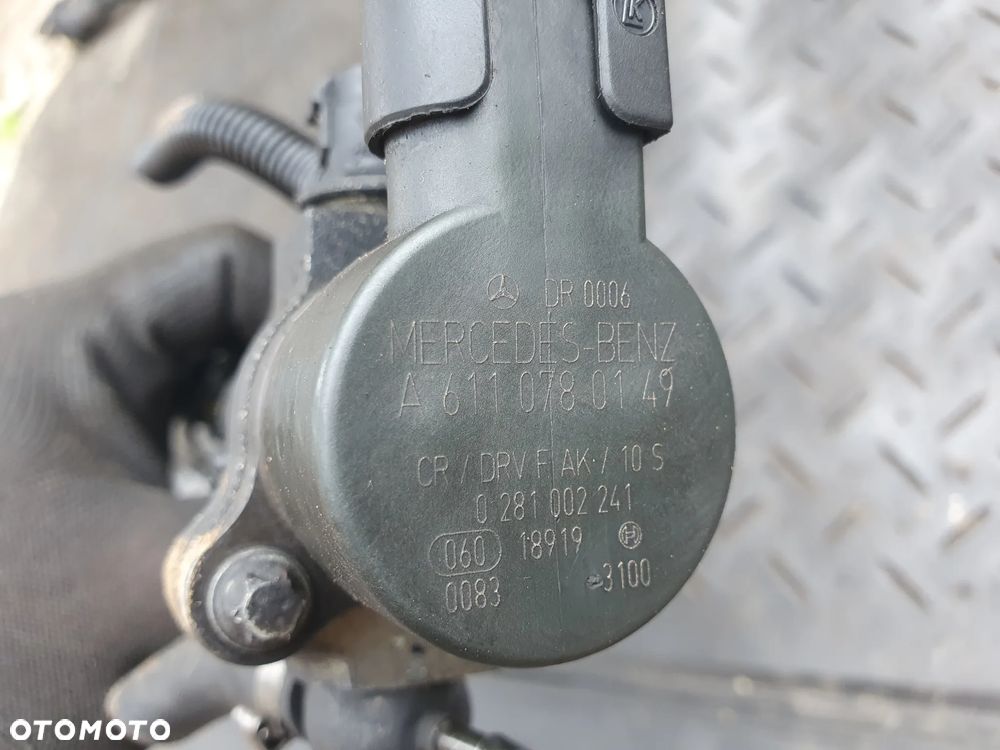 DR 0006
MERCEDES-BENZ
A 611 078 01 49
CR / DRV F AK / 10 S
0 281 002 241
060 18919
0083 -3100
OTOMOTO